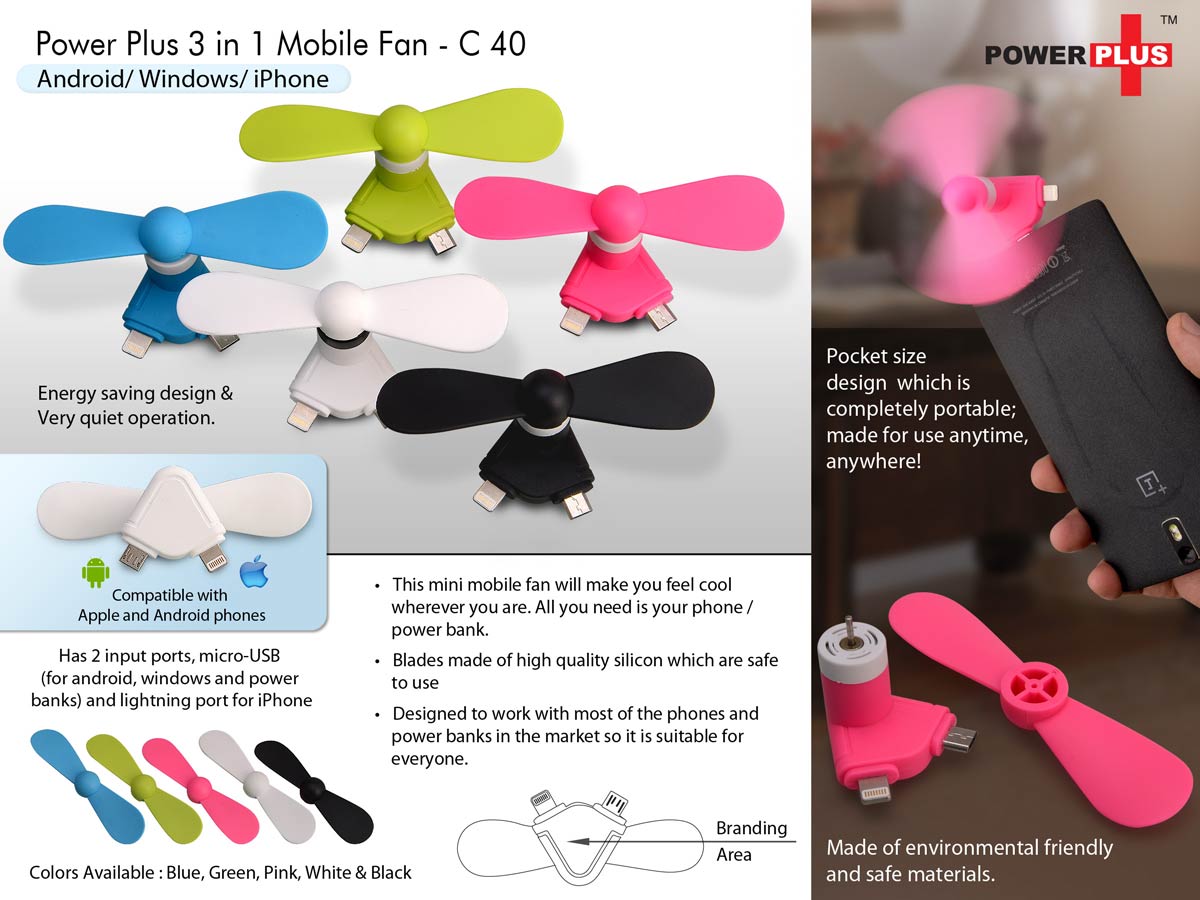 Power Plus 3 in 1 Mobile Fan - C 40
Android/ Windows/ iPhone
POWER PLUS TM
Energy saving design &
Very quiet operation.
Compatible with
Apple and Android phones
Has 2 input ports, micro-USB
(for android, windows and power
banks) and lightning port for iPhone
Colors Available : Blue, Green, Pink, White & Black
• This mini mobile fan will make you feel cool
wherever you are. All you need is your phone /
power bank.
• Blades made of high quality silicon which are safe
to use
• Designed to work with most of the phones and
power banks in the market so it is suitable for
everyone.
Branding
Area
Pocket size
design which is
completely portable;
made for use anytime,
anywhere!
Made of environmental friendly
and safe materials.